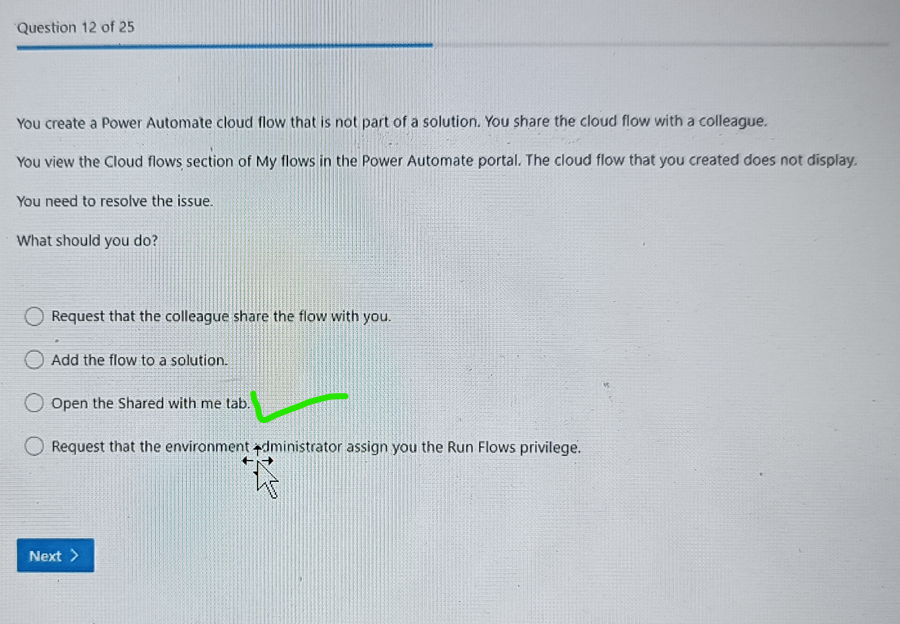 Question 12 of 25
You create a Power Automate cloud flow that is not part of a solution. You share the cloud flow with a colleague.
You view the Cloud flows section of My flows in the Power Automate portal. The cloud flow that you created does not display.
You need to resolve the issue.
What should you do?
Request that the colleague share the flow with you.
Add the flow to a solution.
Open the Shared with me tab.
Request that the environment administrator assign you the Run Flows privilege.
Next >